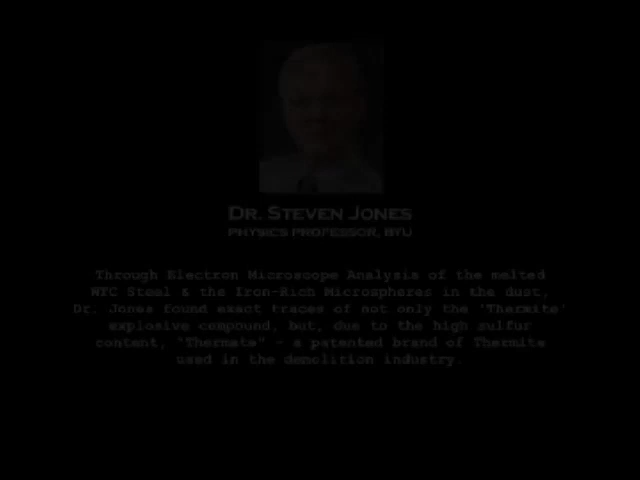 DR. STEVEN JONES
PHYSICS PROFESSOR, BYU
Through Electron Microscope Analysis of the melted
WTC Steel & the Iron-Rich Microspheres in the dust,
Dr. Jones found exact traces of not only the 'Thermite'
explosive compound, but, due to the high sulfur
content, "Thermate" - a patented brand of Thermite
used in the demolition industry.